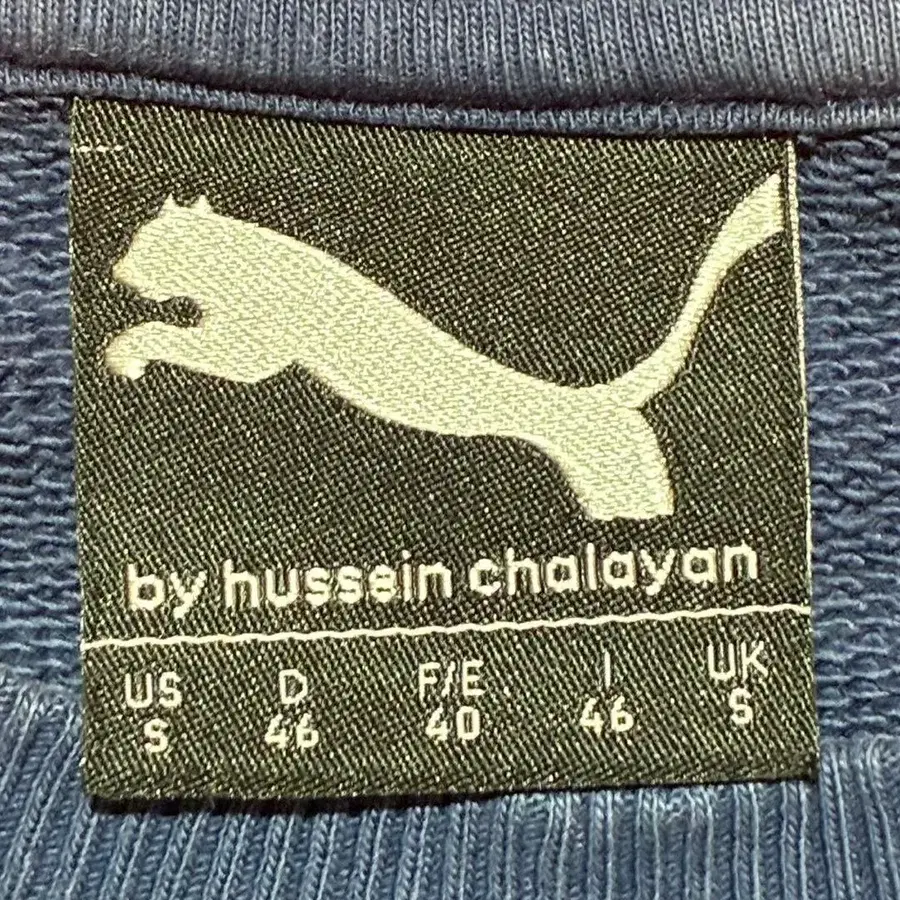 by hussein chalayan
US D F/E I UK
S 46 40 46 S